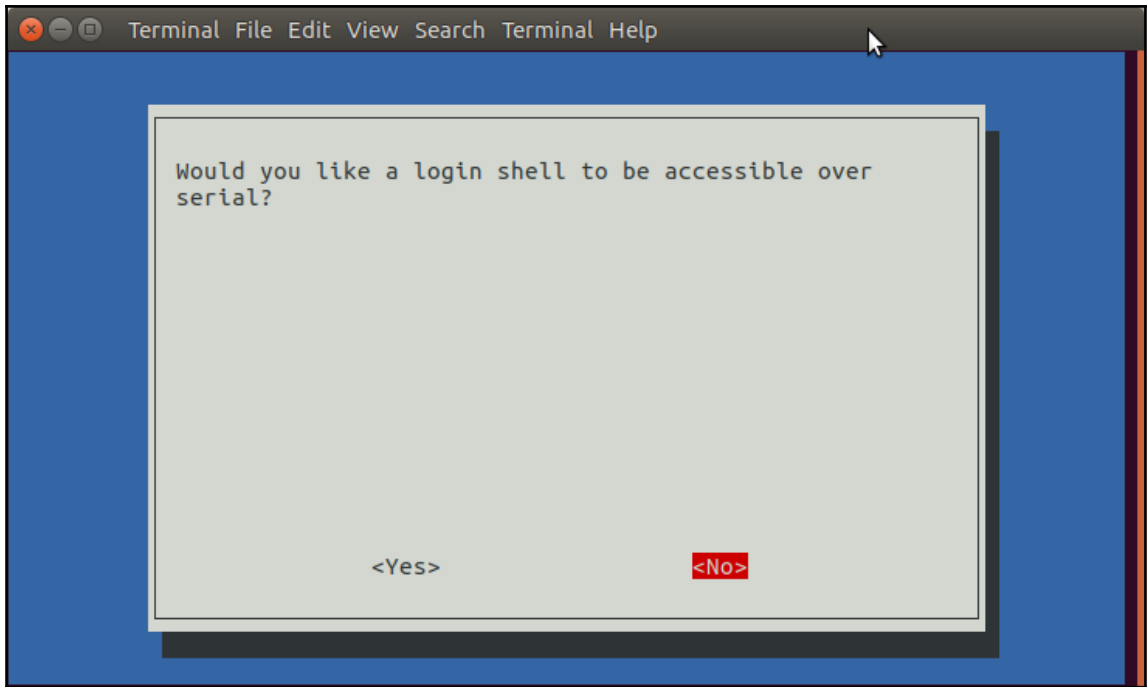 Terminal File Edit View Search Terminal Help
Would you like a login shell to be accessible over
serial?
<Yes> <No>